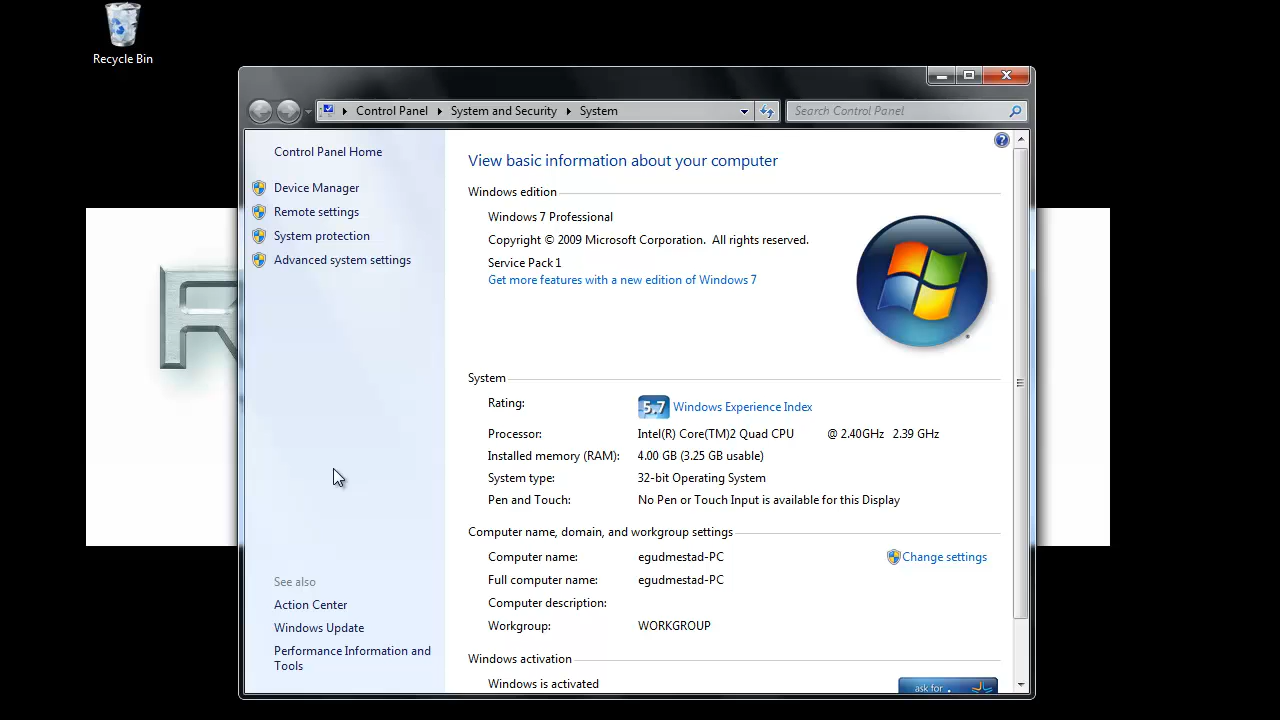 Recycle Bin
Control Panel
System and Security
System
Search Control Panel
Control Panel Home
Device Manager
Remote settings
System protection
Advanced system settings
See also
Action Center
Windows Update
Performance Information and
Tools
View basic information about your computer
Windows edition
Windows 7 Professional
Copyright © 2009 Microsoft Corporation.  All rights reserved.
Service Pack 1
Get more features with a new edition of Windows 7
System
Rating:
5.7 Windows Experience Index
Processor:
Intel(R) Core(TM)2 Quad CPU @ 2.40GHz 2.39 GHz
Installed memory (RAM):
4.00 GB (3.25 GB usable)
System type:
32-bit Operating System
Pen and Touch:
No Pen or Touch Input is available for this Display
Computer name, domain, and workgroup settings
Computer name:
egudmestad-PC
Change settings
Full computer name:
egudmestad-PC
Computer description:
Workgroup:
WORKGROUP
Windows activation
Windows is activated
ask for
R